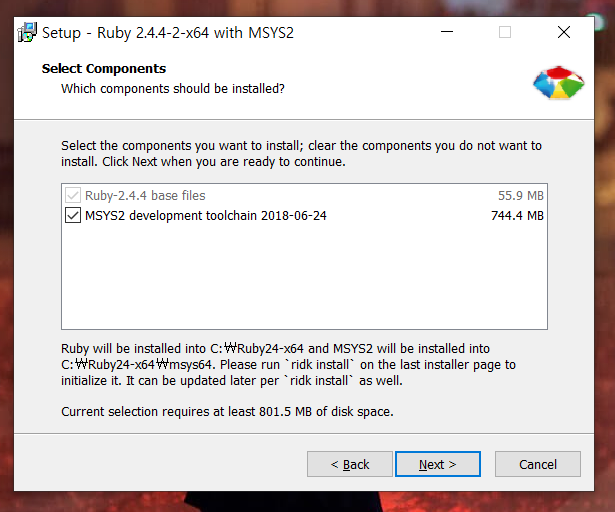 Setup - Ruby 2.4.4-2-x64 with MSYS2
Select Components
Which components should be installed?
Select the components you want to install; clear the components you do not want to
install. Click Next when you are ready to continue.
Ruby-2.4.4 base files 55.9 MB
MSYS2 development toolchain 2018-06-24 744.4 MB
Ruby will be installed into C:₩Ruby24-x64 and MSYS2 will be installed into
C:₩Ruby24-x64₩msys64. Please run `ridk install` on the last installer page to
initialize it. It can be updated later per `ridk install` as well.
Current selection requires at least 801.5 MB of disk space.
< Back Next > Cancel